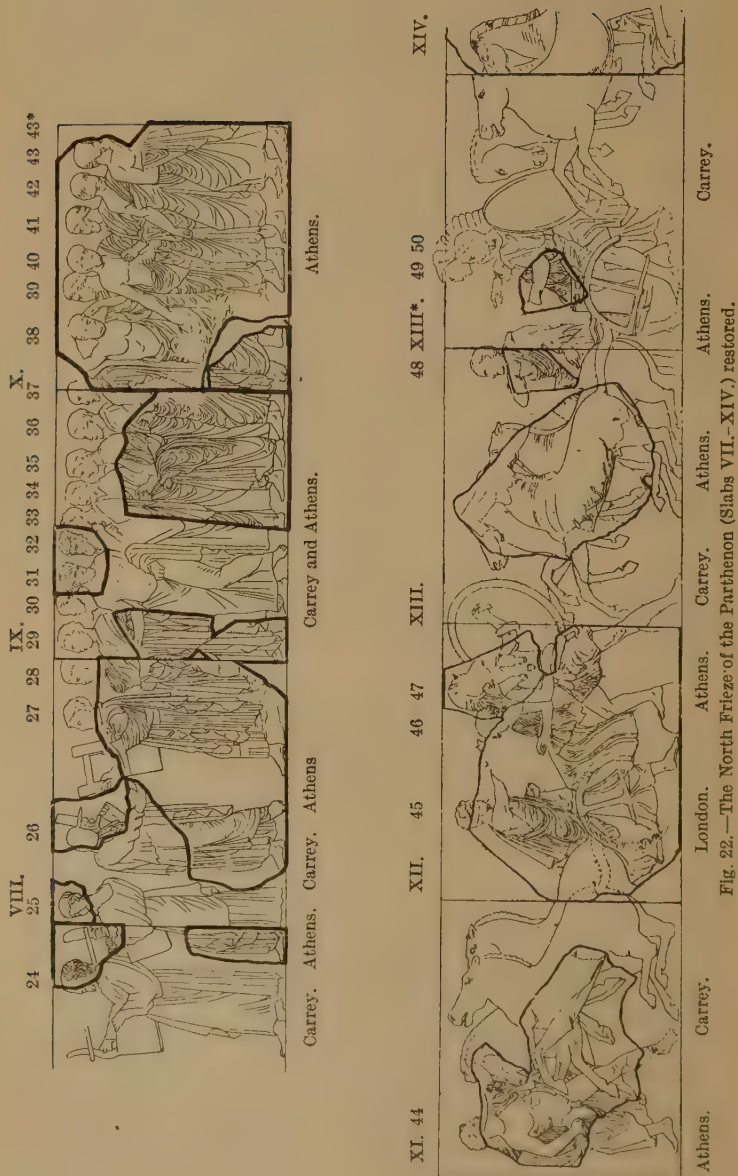 VIII. IX. X.
24 25 26 27 28 29 30 31 32 33 34 35 36 37 38 39 40 41 42 43 43*
Carrey. Athens. Carrey. Athens Carrey and Athens. Athens.
XI. 44 XII. 45 46 47 XIII. 48 XIII*. 49 50 XIV.
Athens. Carrey. London. Athens. Carrey. Athens. Athens. Carrey.
Fig. 22.—The North Frieze of the Parthenon (Slabs VII.-XIV.) restored.